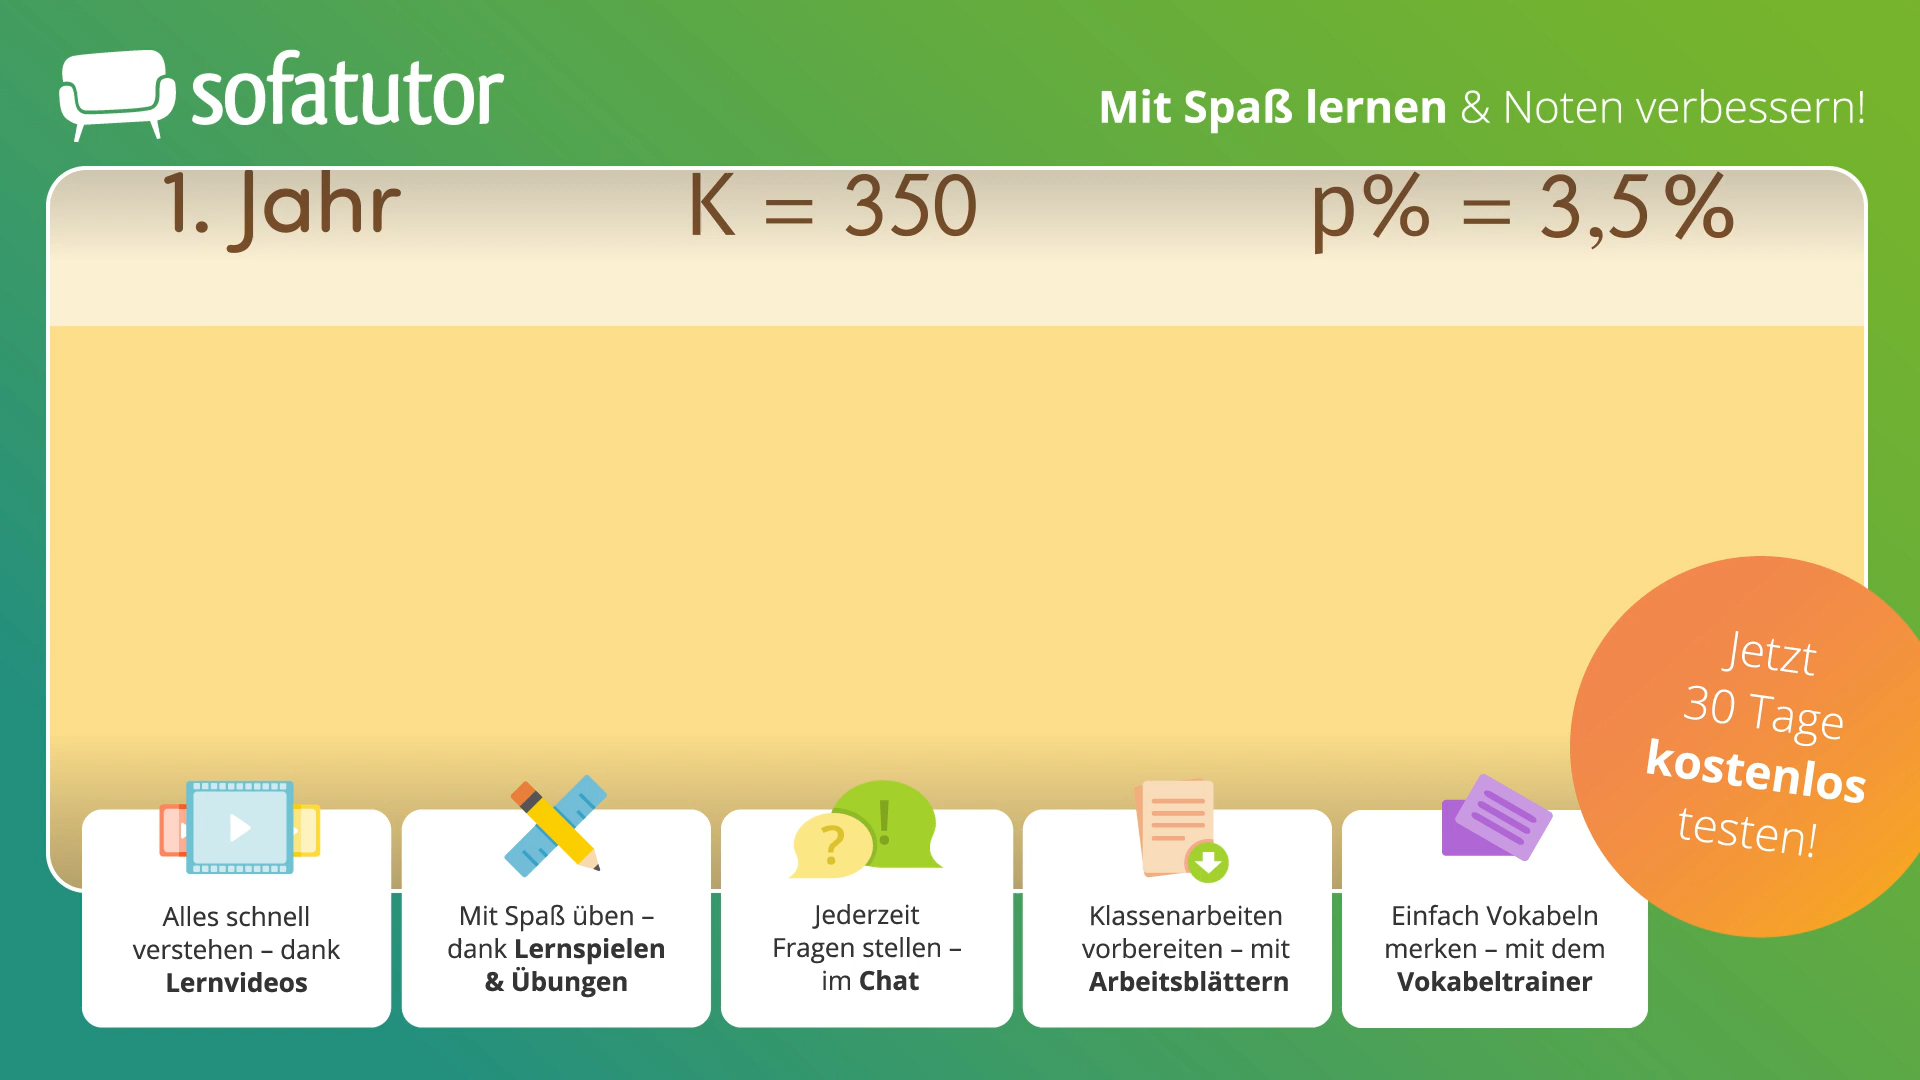 sofatutor
Mit Spaß lernen & Noten verbessern!
1. Jahr K = 350 p% = 3,5%
Jetzt
30 Tage
kostenlos
testen!
Alles schnell
verstehen – dank
Lernvideos
Mit Spaß üben –
dank Lernspielen
& Übungen
? !
Jederzeit
Fragen stellen –
im Chat
Klassenarbeiten
vorbereiten – mit
Arbeitsblättern
Einfach Vokabeln
merken – mit dem
Vokabeltrainer